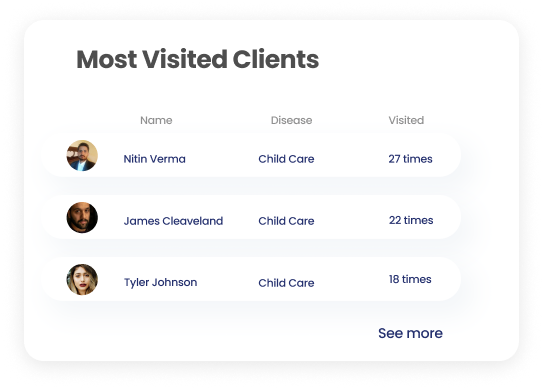 Most Visited Clients
Name Disease Visited
Nitin Verma Child Care 27 times
James Cleaveland Child Care 22 times
Tyler Johnson Child Care 18 times
See more